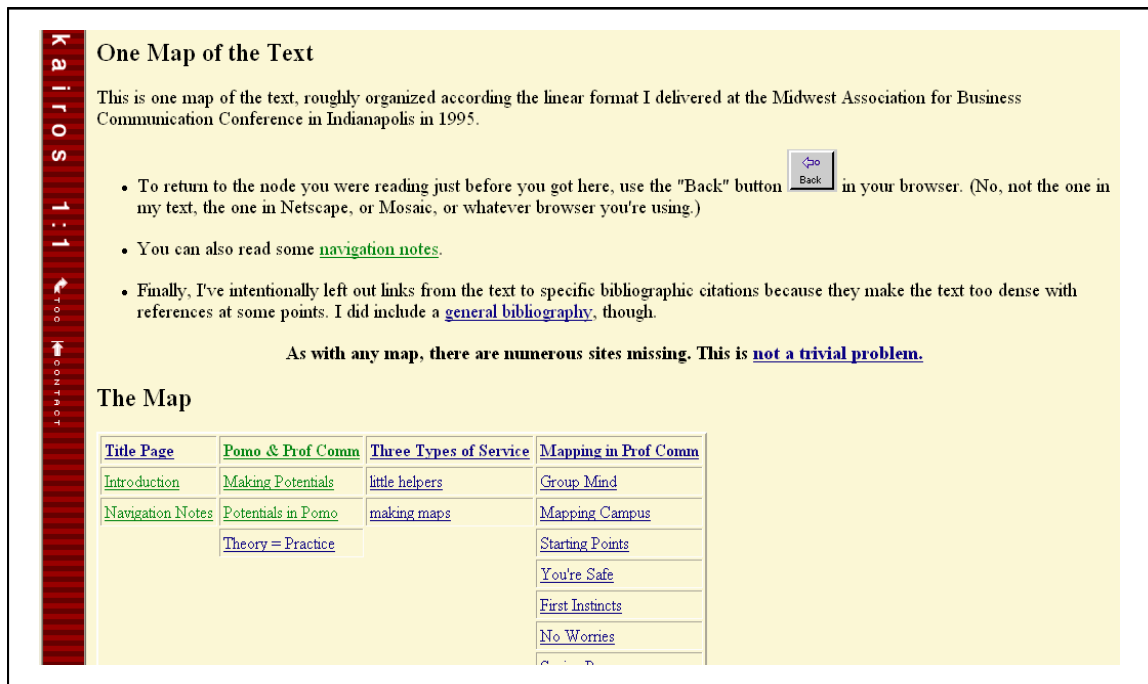 kairos 1:1
TOC
CONTACT
One Map of the Text
This is one map of the text, roughly organized according the linear format I delivered at the Midwest Association for Business
Communication Conference in Indianapolis in 1995.
• To return to the node you were reading just before you got here, use the "Back" button Back in your browser. (No, not the one in
my text, the one in Netscape, or Mosaic, or whatever browser you're using.)
• You can also read some navigation notes.
• Finally, I've intentionally left out links from the text to specific bibliographic citations because they make the text too dense with
references at some points. I did include a general bibliography, though.
As with any map, there are numerous sites missing. This is not a trivial problem.
The Map
Title Page Pomo & Prof Comm Three Types of Service Mapping in Prof Comm
Introduction Making Potentials little helpers Group Mind
Navigation Notes Potentials in Pomo making maps Mapping Campus
Theory = Practice Starting Points
You're Safe
First Instincts
No Worries